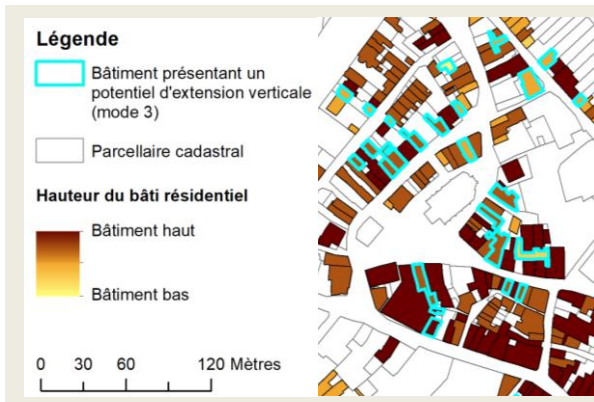 Légende
Bâtiment présentant un
potentiel d'extension verticale
(mode 3)
Parcellaire cadastral
Hauteur du bâti résidentiel
Bâtiment haut
Bâtiment bas
0 30 60 120 Mètres